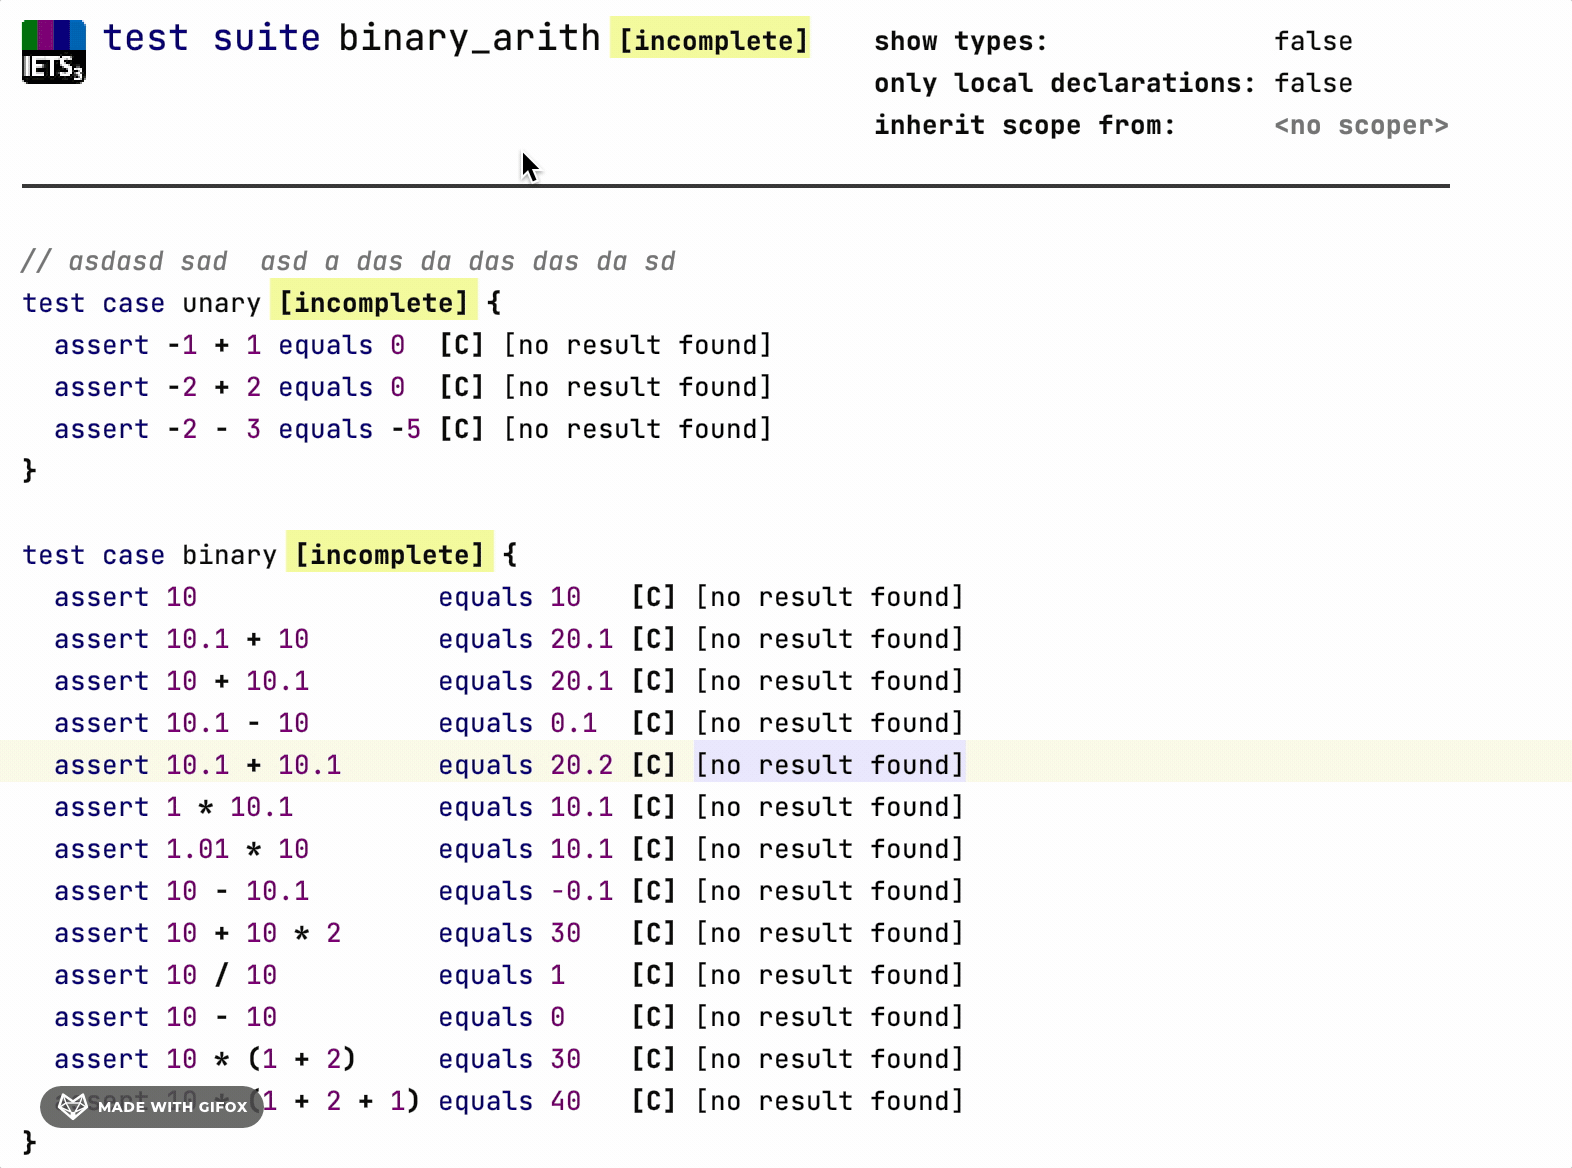 IETS3 test suite binary_arith [incomplete]
show types: false
only local declarations: false
inherit scope from: <no scoper>
// asdasd sad  asd a das da das das da sd
test case unary [incomplete] {
assert -1 + 1 equals 0 [C] [no result found]
assert -2 + 2 equals 0 [C] [no result found]
assert -2 - 3 equals -5 [C] [no result found]
}
test case binary [incomplete] {
assert 10 equals 10 [C] [no result found]
assert 10.1 + 10 equals 20.1 [C] [no result found]
assert 10 + 10.1 equals 20.1 [C] [no result found]
assert 10.1 - 10 equals 0.1 [C] [no result found]
assert 10.1 + 10.1 equals 20.2 [C] [no result found]
assert 1 * 10.1 equals 10.1 [C] [no result found]
assert 1.01 * 10 equals 10.1 [C] [no result found]
assert 10 - 10.1 equals -0.1 [C] [no result found]
assert 10 + 10 * 2 equals 30 [C] [no result found]
assert 10 / 10 equals 1 [C] [no result found]
assert 10 - 10 equals 0 [C] [no result found]
assert 10 * (1 + 2) equals 30 [C] [no result found]
assert 10 * (1 + 2 + 1) equals 40 [C] [no result found]
MADE WITH GIFOX
}